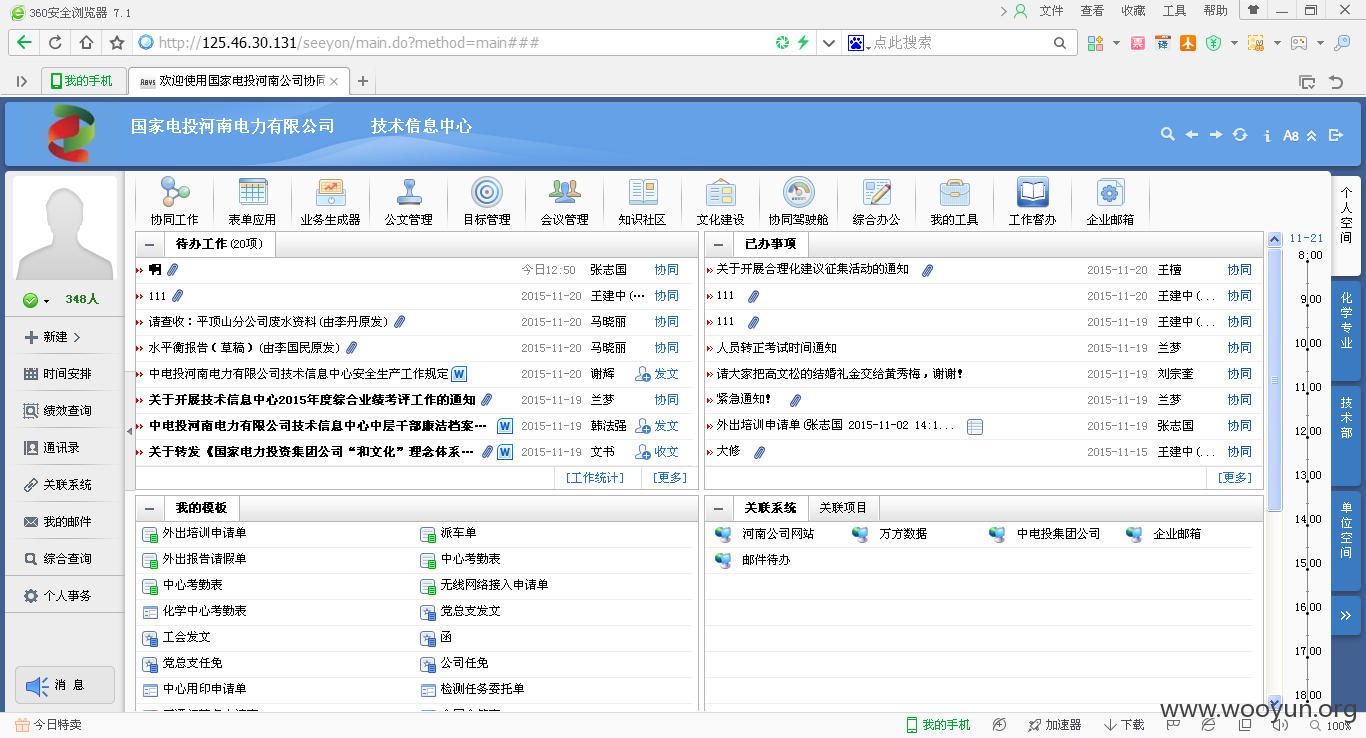 360安全浏览器 7.1
文件 查看 收藏 工具 帮助
http://125.46.30.131/seeyon/main.do?method=main###
点此搜索
我的手机
欢迎使用国家电投河南公司协同
国家电投河南电力有限公司 技术信息中心
协同工作 表单应用 业务生成器 公文管理 目标管理 会议管理 知识社区 文化建设 协同驾驶舱 综合办公 我的工具 工作督办 企业邮箱
348人
新建
时间安排
绩效查询
通讯录
关联系统
我的邮件
综合查询
个人事务
消 息
待办工作(20项)
啊 今日12:50 张志国 协同
111 2015-11-20 王建中(… 协同
请查收：平顶山分公司废水资料(由李丹原发) 2015-11-20 马晓丽 协同
水平衡报告（草稿）(由李国民原发) 2015-11-20 马晓丽 协同
中电投河南电力有限公司技术信息中心安全生产工作规定 2015-11-20 谢辉 发文
关于开展技术信息中心2015年度综合业绩考评工作的通知 2015-11-19 兰梦 协同
中电投河南电力有限公司技术信息中心中层干部廉洁档案… 2015-11-19 韩法强 发文
关于转发《国家电力投资集团公司“和文化”理念体系… 2015-11-19 文书 收文
[工作统计] [更多]
已办事项
关于开展合理化建议征集活动的通知 2015-11-20 王檀 协同
111 2015-11-20 王建中(... 协同
111 2015-11-19 王建中(... 协同
人员转正考试时间通知 2015-11-19 兰梦 协同
请大家把高文松的结婚礼金交给黄秀梅，谢谢！ 2015-11-19 刘宗奎 协同
紧急通知！ 2015-11-19 兰梦 协同
外出培训申请单(张志国 2015-11-02 14:1... 2015-11-19 张志国 协同
大修 2015-11-15 王建中(... 协同
[更多]
我的模板
外出培训申请单 派车单
外出报告请假单 中心考勤表
中心考勤表 无线网络接入申请单
化学中心考勤表 党总支发文
工会发文 函
党总支任免 公司任免
中心用印申请单 检测任务委托单
关联系统 关联项目
河南公司网站 万方数据 中电投集团公司 企业邮箱
邮件待办
11-21
8:00
9:00
10:00
11:00
12:00
13:00
14:00
15:00
16:00
17:00
18:00
个人空间
化学专业
技术部
单位空间
今日特卖
我的手机 加速器 下载 100%
www.wooyun.org